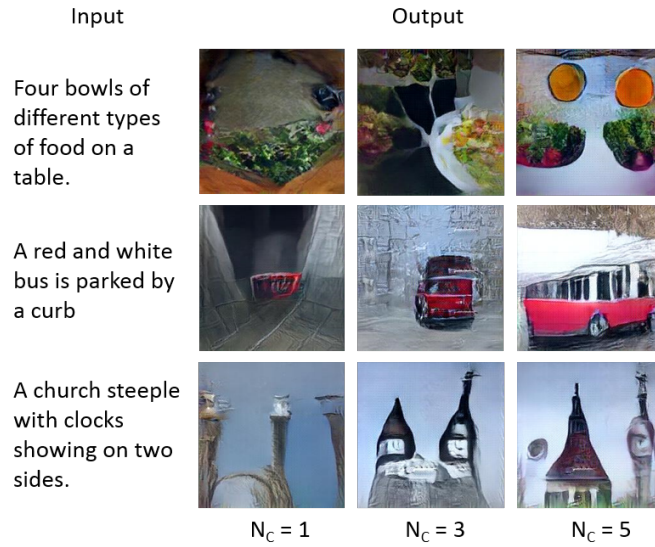 Input
Output
Four bowls of
different types
of food on a
table.
A red and white
bus is parked by
a curb
A church steeple
with clocks
showing on two
sides.
N_C = 1
N_C = 3
N_C = 5